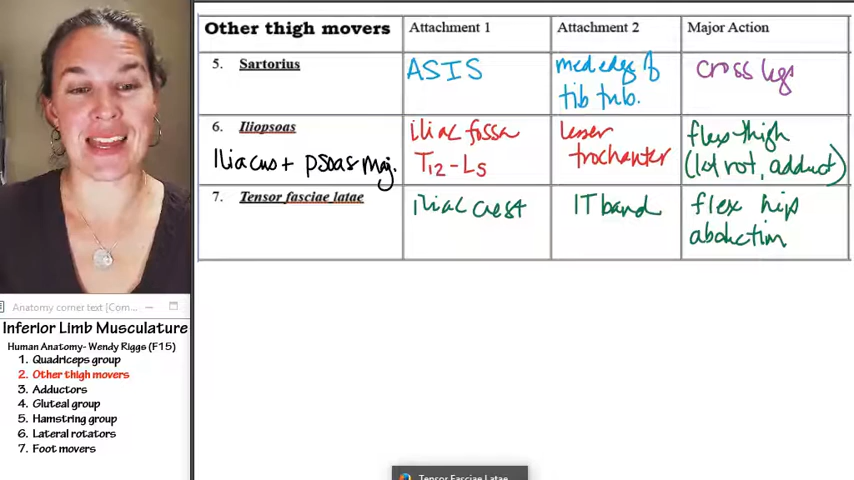 Other thigh movers Attachment 1 Attachment 2 Major Action
5. Sartorius ASIS med edge of tib tub. cross legs
6. Iliopsoas iliac fossa lesser trochanter flex thigh
Iliacus + psoas maj. T12-L5 (lat rot, adduct)
7. Tensor fasciae latae iliac crest IT band flex hip
abduction
Anatomy corner text [Com...
Inferior Limb Musculature
Human Anatomy- Wendy Riggs (F15)
1. Quadriceps group
2. Other thigh movers
3. Adductors
4. Gluteal group
5. Hamstring group
6. Lateral rotators
7. Foot movers
Tensor Fasciae Latae